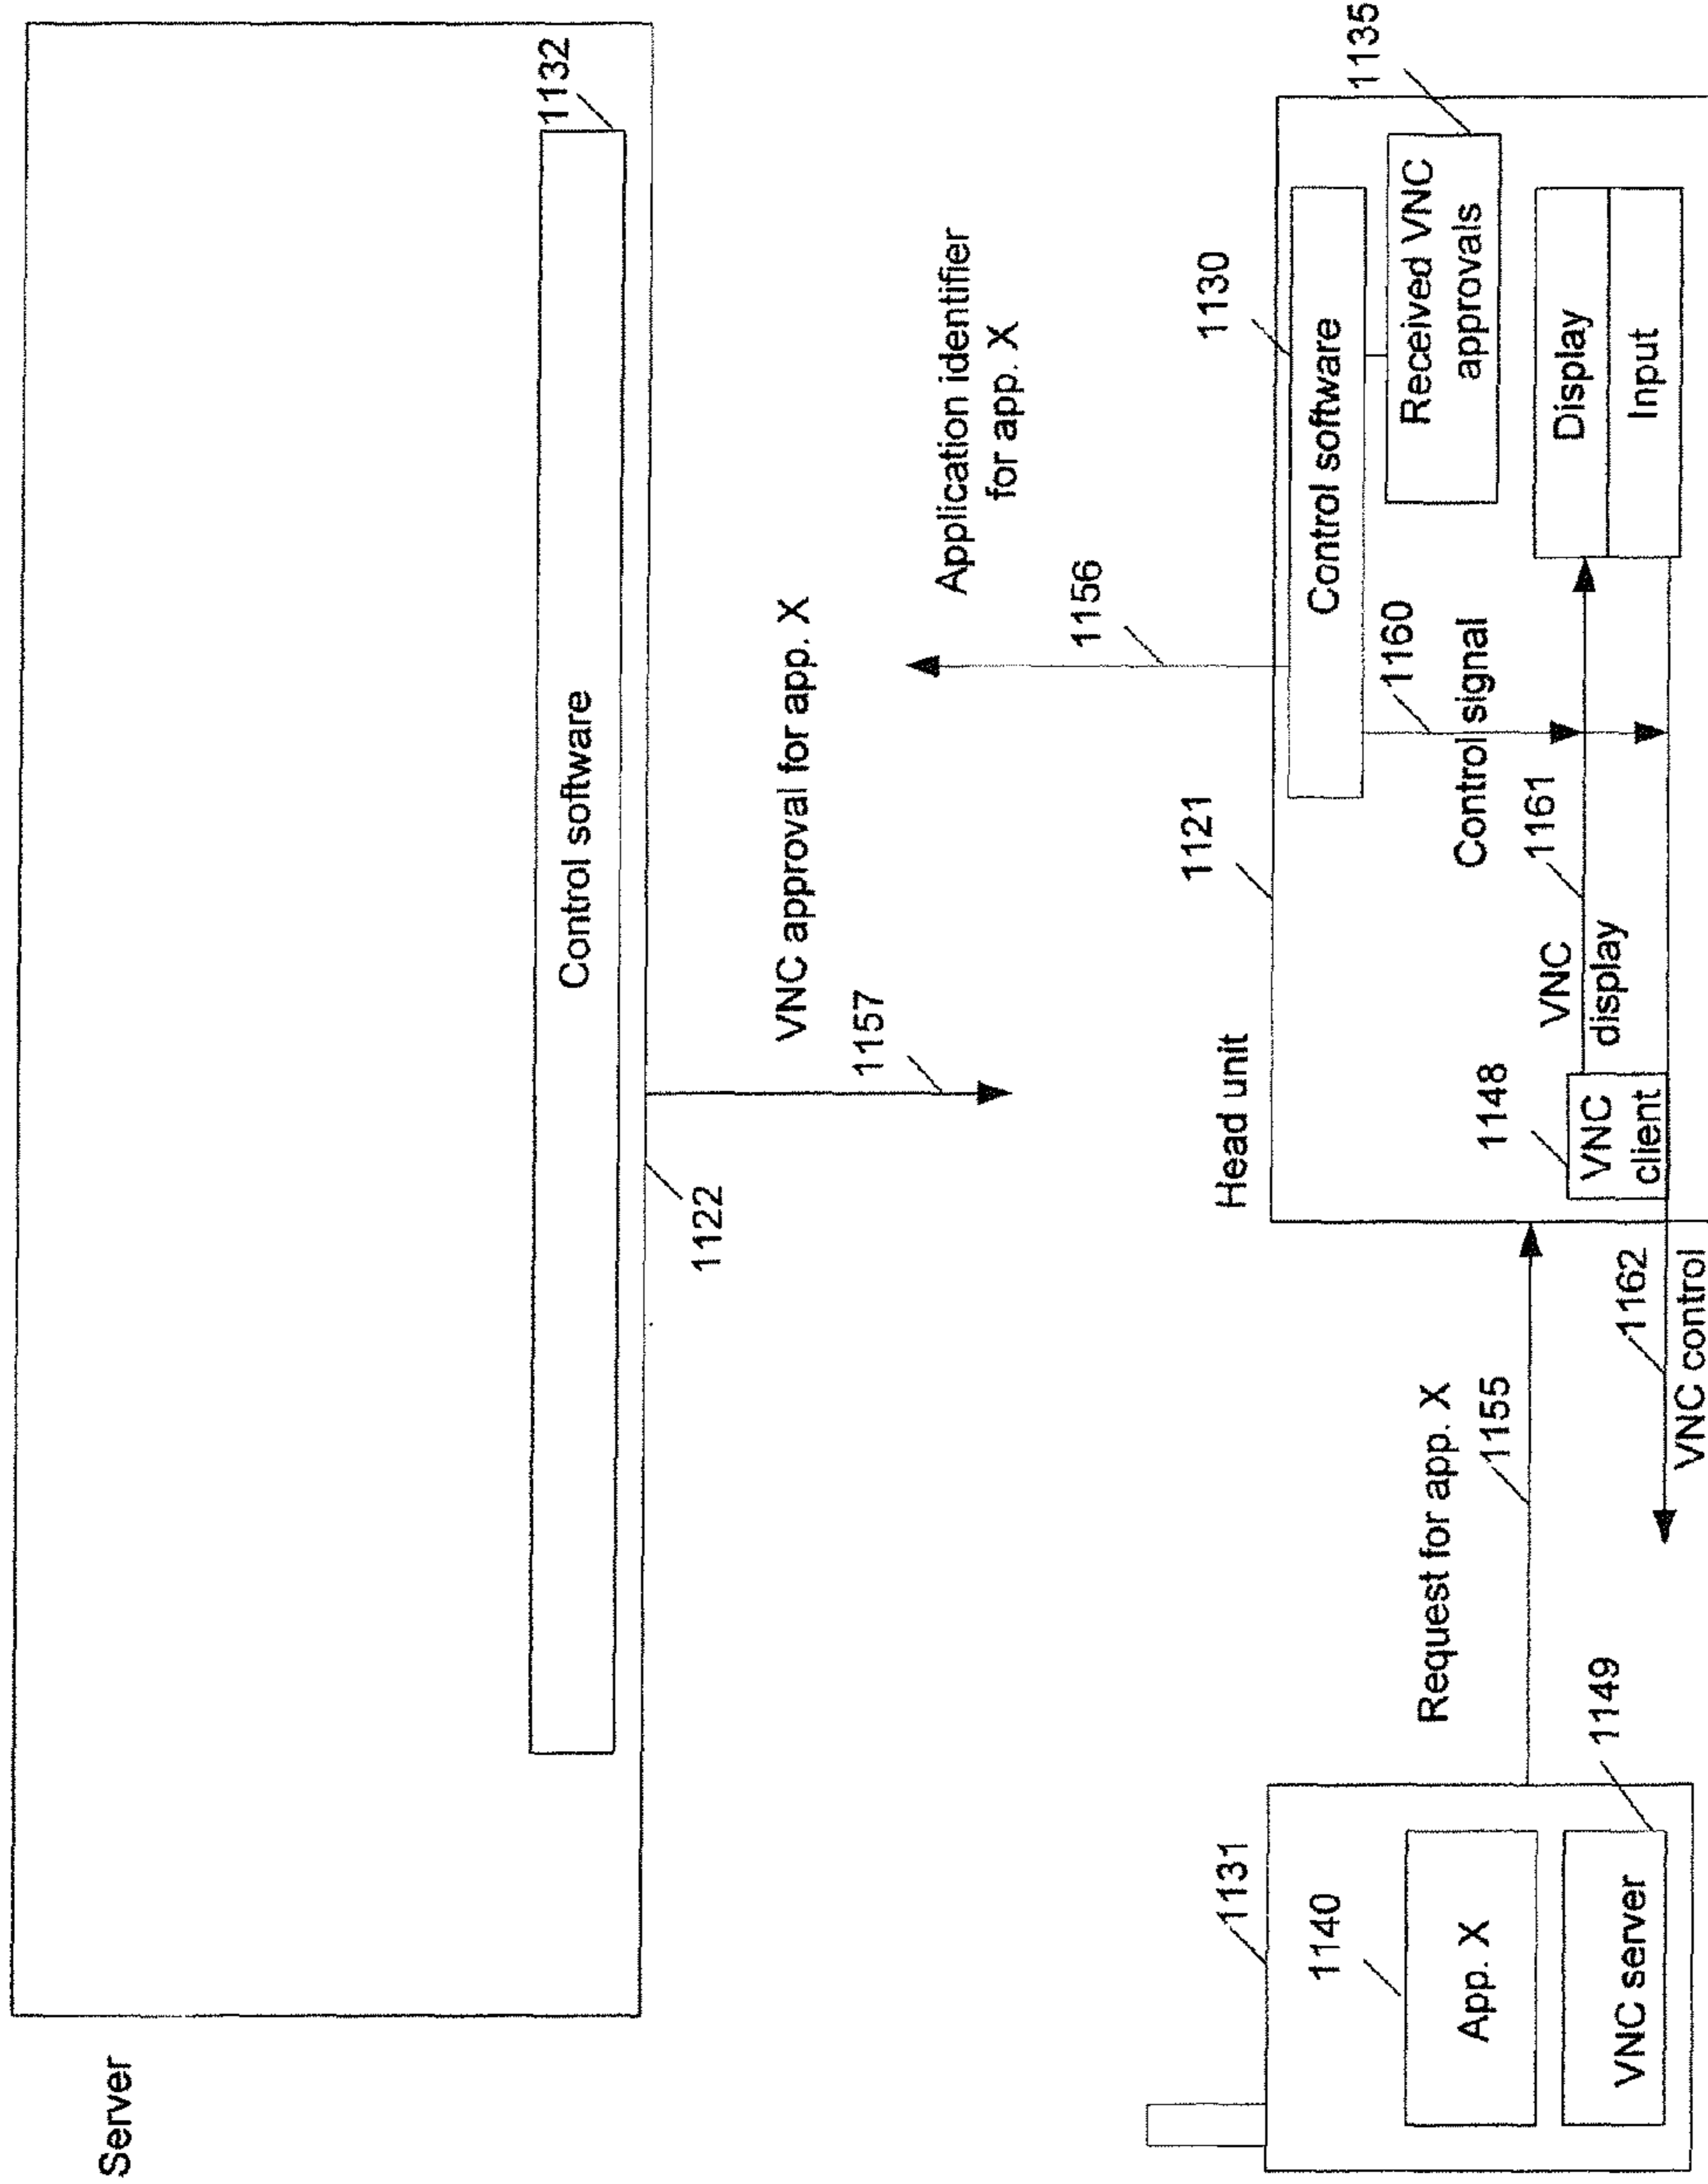 Server
1132
Control software
1122
1157
VNC approval for app. X
1156
Application identifier
for app. X
1131
1140
App. X
VNC server
1149
Request for app. X
1155
1162
VNC control
Head unit
1121
1130
Control software
1135
Received VNC
approvals
1160
Control signal
1148
VNC
client
VNC
display
1161
Display
Input